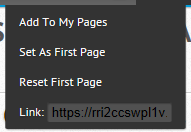 Add To My Pages
Set As First Page
Reset First Page
Link: https://rri2ccswpl1v.